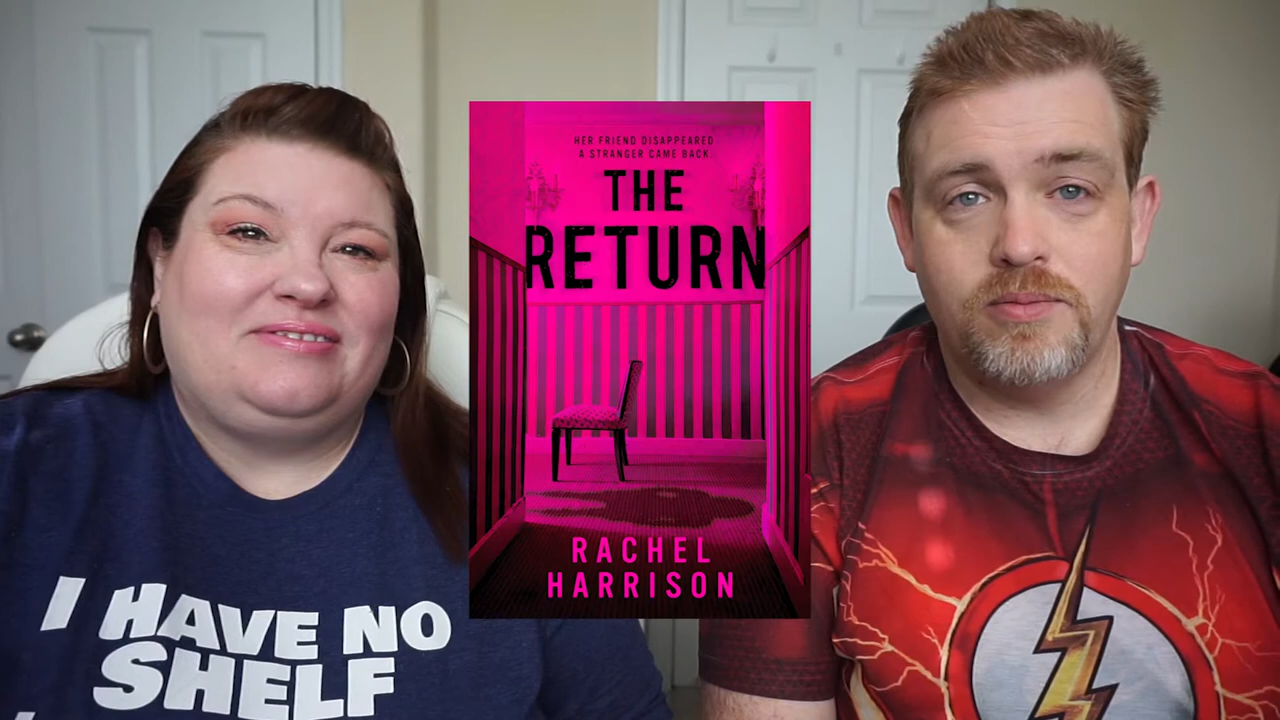 HER FRIEND DISAPPEARED
A STRANGER CAME BACK.
THE
RETURN
RACHEL
HARRISON
I HAVE NO
SHELF